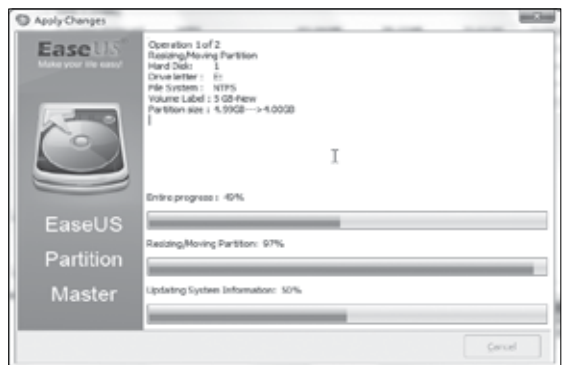 Apply Changes
EaseUS
Make your life easy!
Operation 1 of 2
Resizing/Moving Partition
Hard Disk: 1
Drive letter : E:
File System : NTFS
Volume Label : 5 GB-New
Partition size : 4.99GB--->4.00GB
Entire progress : 49%
Resizing/Moving Partition: 97%
Updating System Information: 50%
EaseUS
Partition
Master
Cancel